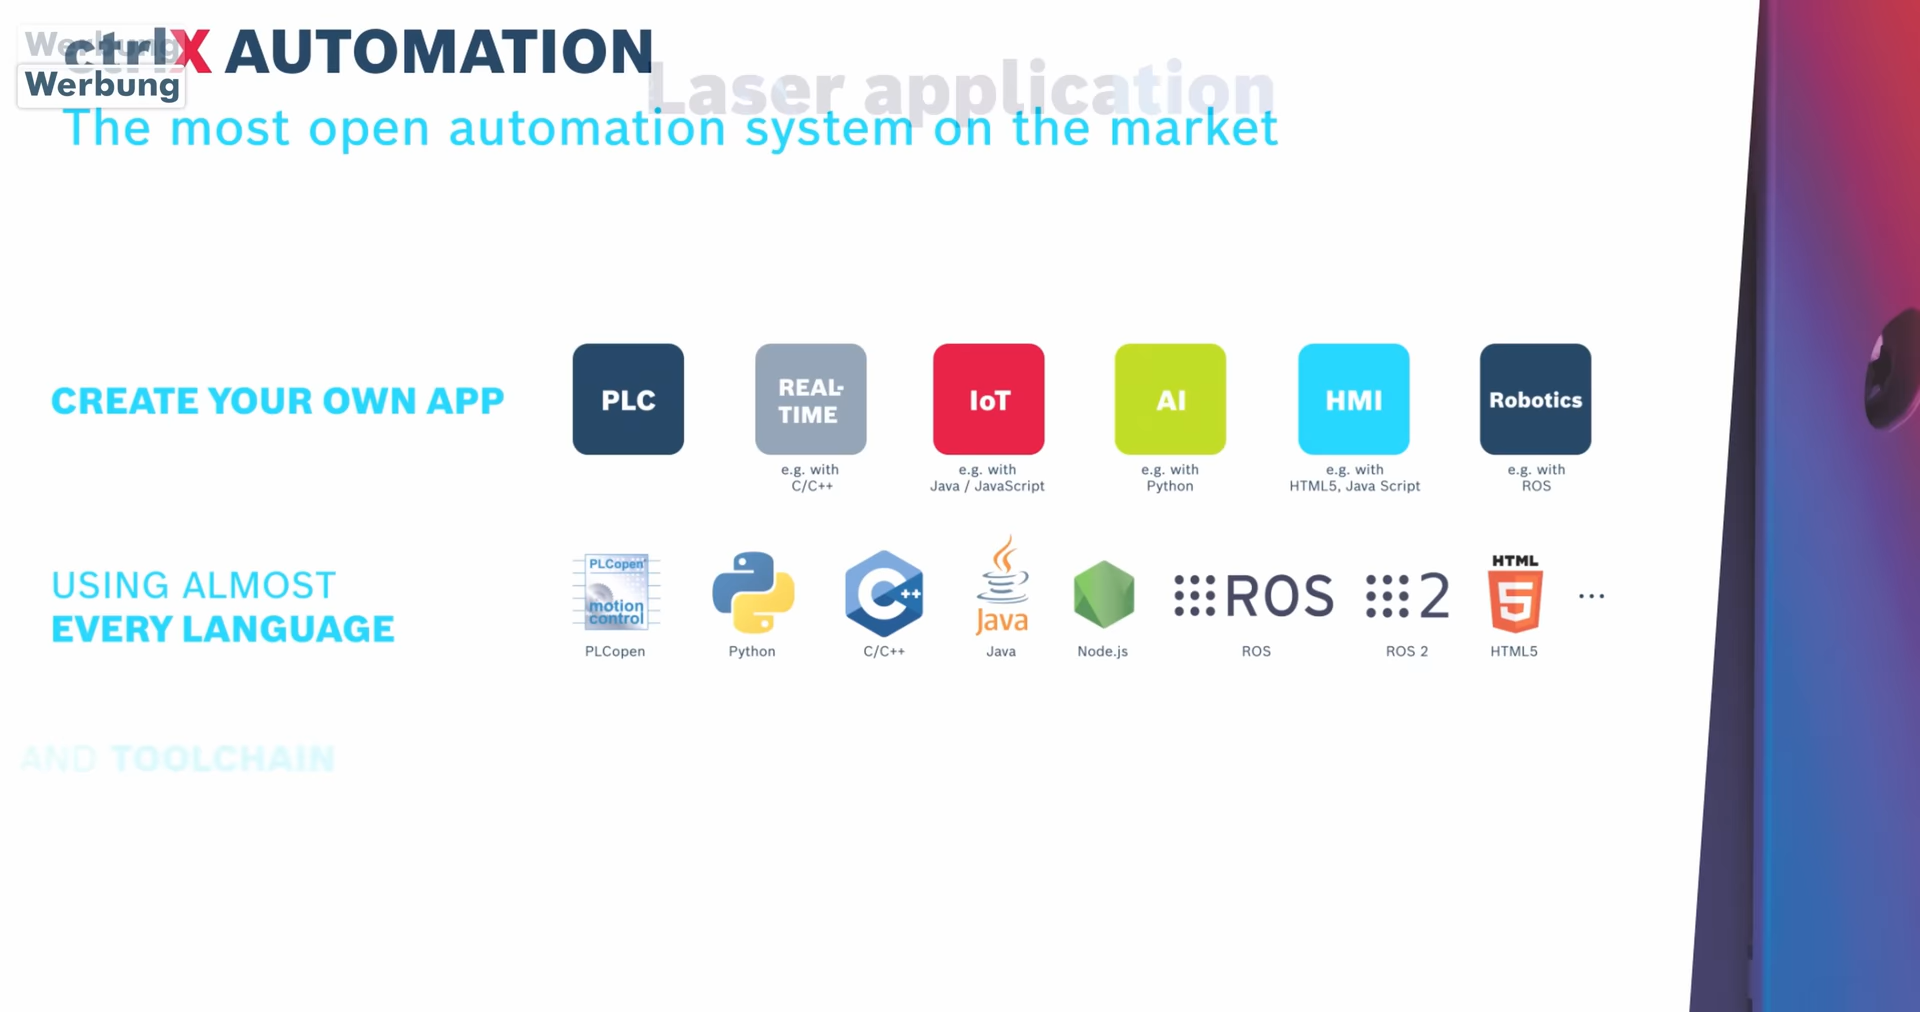 Werbung
ctrlX AUTOMATION
Werbung
Laser application
The most open automation system on the market
CREATE YOUR OWN APP
PLC
REAL-
TIME
IoT
AI
HMI
Robotics
e.g. with
C/C++
e.g. with
Java / JavaScript
e.g. with
Python
e.g. with
HTML5, Java Script
e.g. with
ROS
USING ALMOST
EVERY LANGUAGE
PLCopen
motion
control
C++
Java
ROS
2
HTML
5
...
PLCopen
Python
C/C++
Java
Node.js
ROS
ROS 2
HTML5
AND TOOLCHAIN